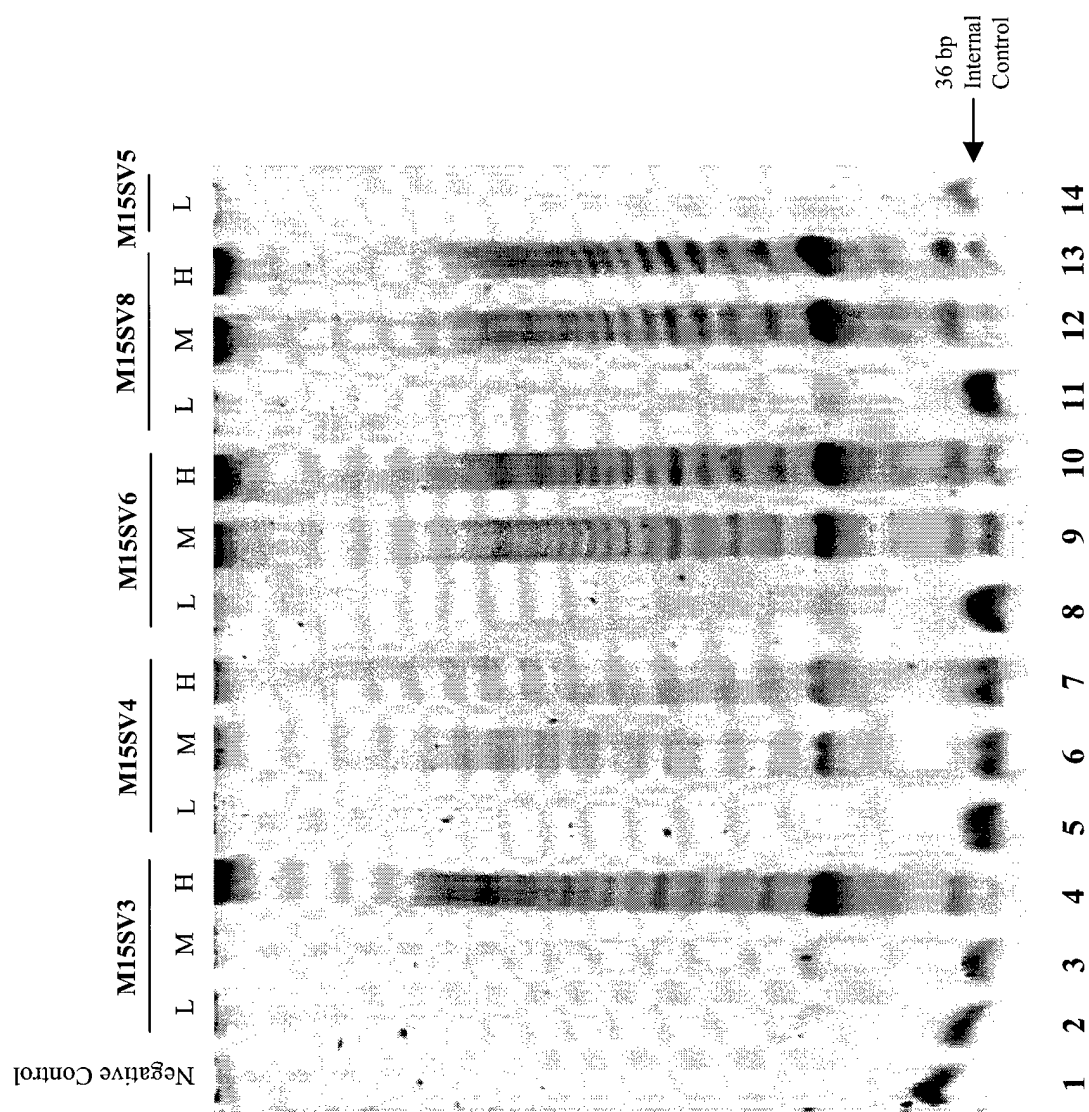 M15SV3 M15SV4 M15SV6 M15SV8 M15SV5
Negative Control L M H L M H L M H L M H L
36 bp
Internal
Control
1 2 3 4 5 6 7 8 9 10 11 12 13 14